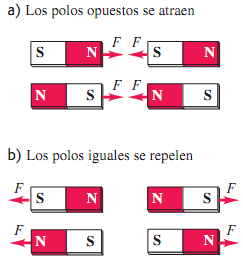 a) Los polos opuestos se atraen
F F
S N S N
F F
N S N S
b) Los polos iguales se repelen
F F
S N N S
F F
N S S N